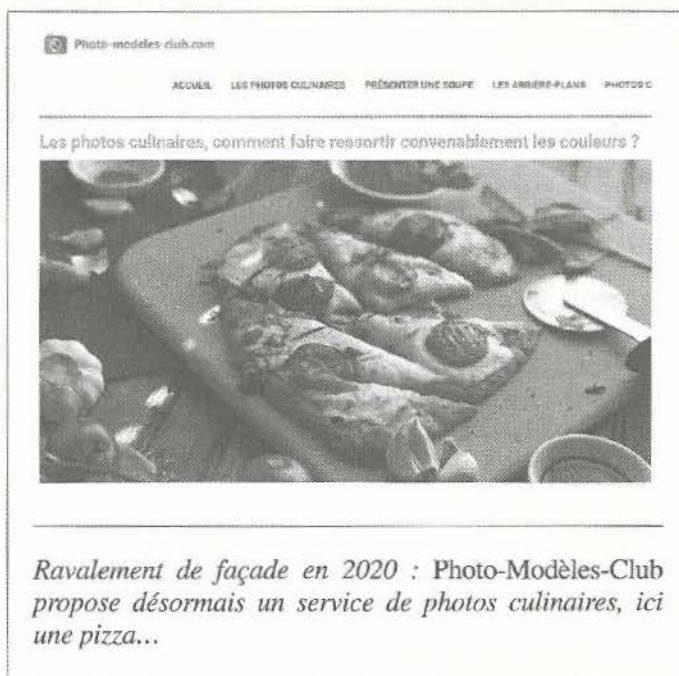 Photo-modeles-club.com
ACCUEIL LES PHOTOS CULINAIRES PRÉSENTER UNE SOUPE LES ARRIÈRE-PLANS PHOTOS C
Les photos culinaires, comment faire ressortir convenablement les couleurs ?
Ravalement de façade en 2020 : Photo-Modèles-Club
propose désormais un service de photos culinaires, ici
une pizza…